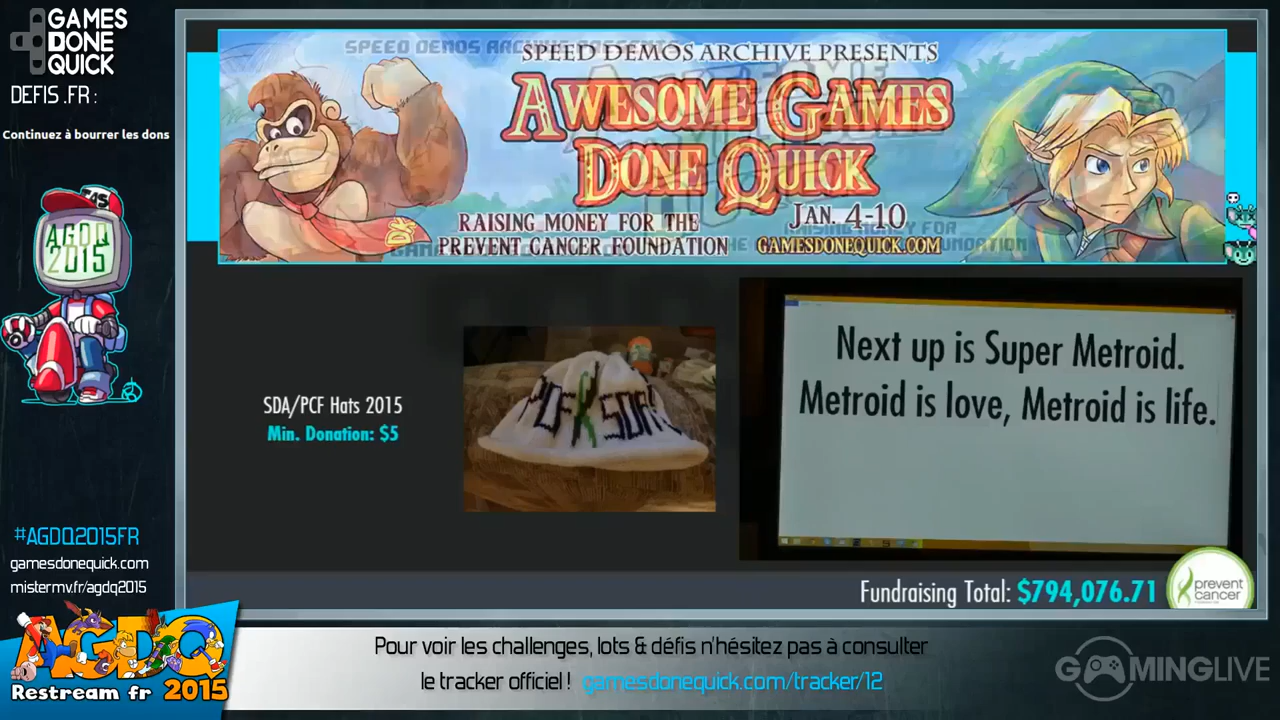 GAMES
DONE
QUICK
DEFIS .FR :
Continuez à bourrer les dons
AGDQ
2015
#AGDQ2015FR
gamesdonequick.com
mistermv.fr/agdq2015
AGDQ
Restream fr 2015
SPEED DEMOS ARCHIVE PRESENTS
AWESOME GAMES
DONE QUICK
JAN. 4-10
RAISING MONEY FOR THE
PREVENT CANCER FOUNDATION
GAMESDONEQUICK.COM
SDA/PCF Hats 2015
Min. Donation: $5
Next up is Super Metroid.
Metroid is love, Metroid is life.
Fundraising Total: $794,076.71
prevent
cancer
Pour voir les challenges, lots & défis n'hésitez pas à consulter
le tracker officiel ! gamesdonequick.com/tracker/12
GAMINGLIVE